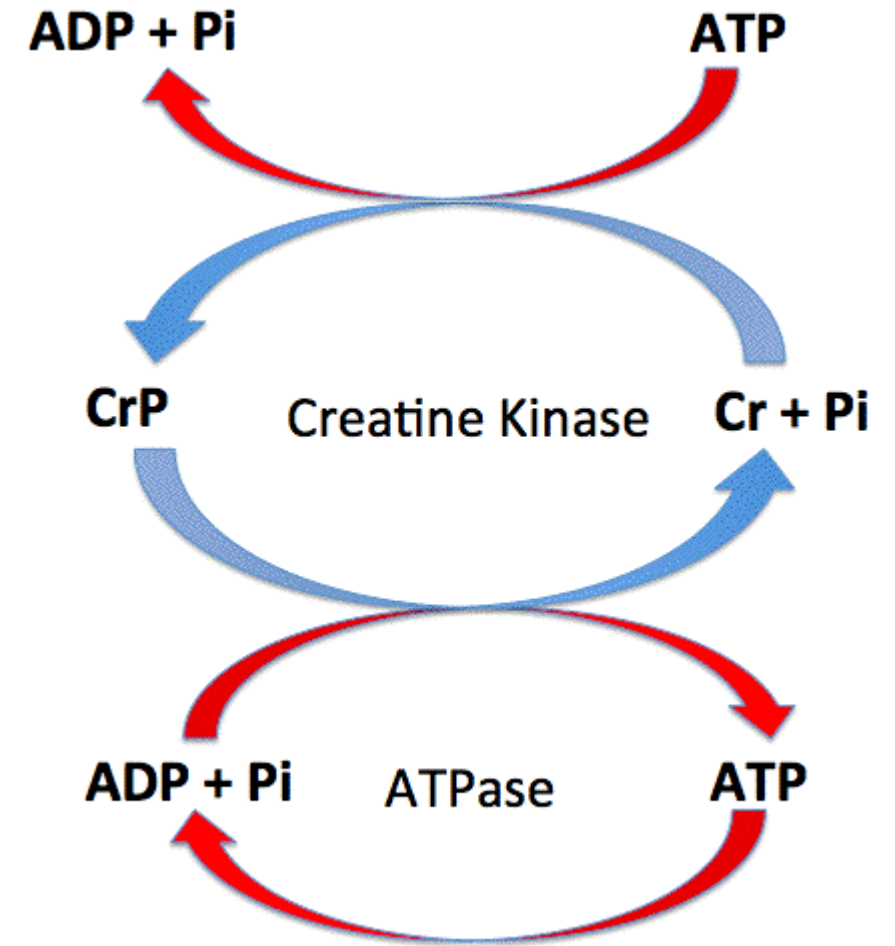 ADP + Pi
ATP
CrP
Creatine Kinase
Cr + Pi
ADP + Pi
ATPase
ATP